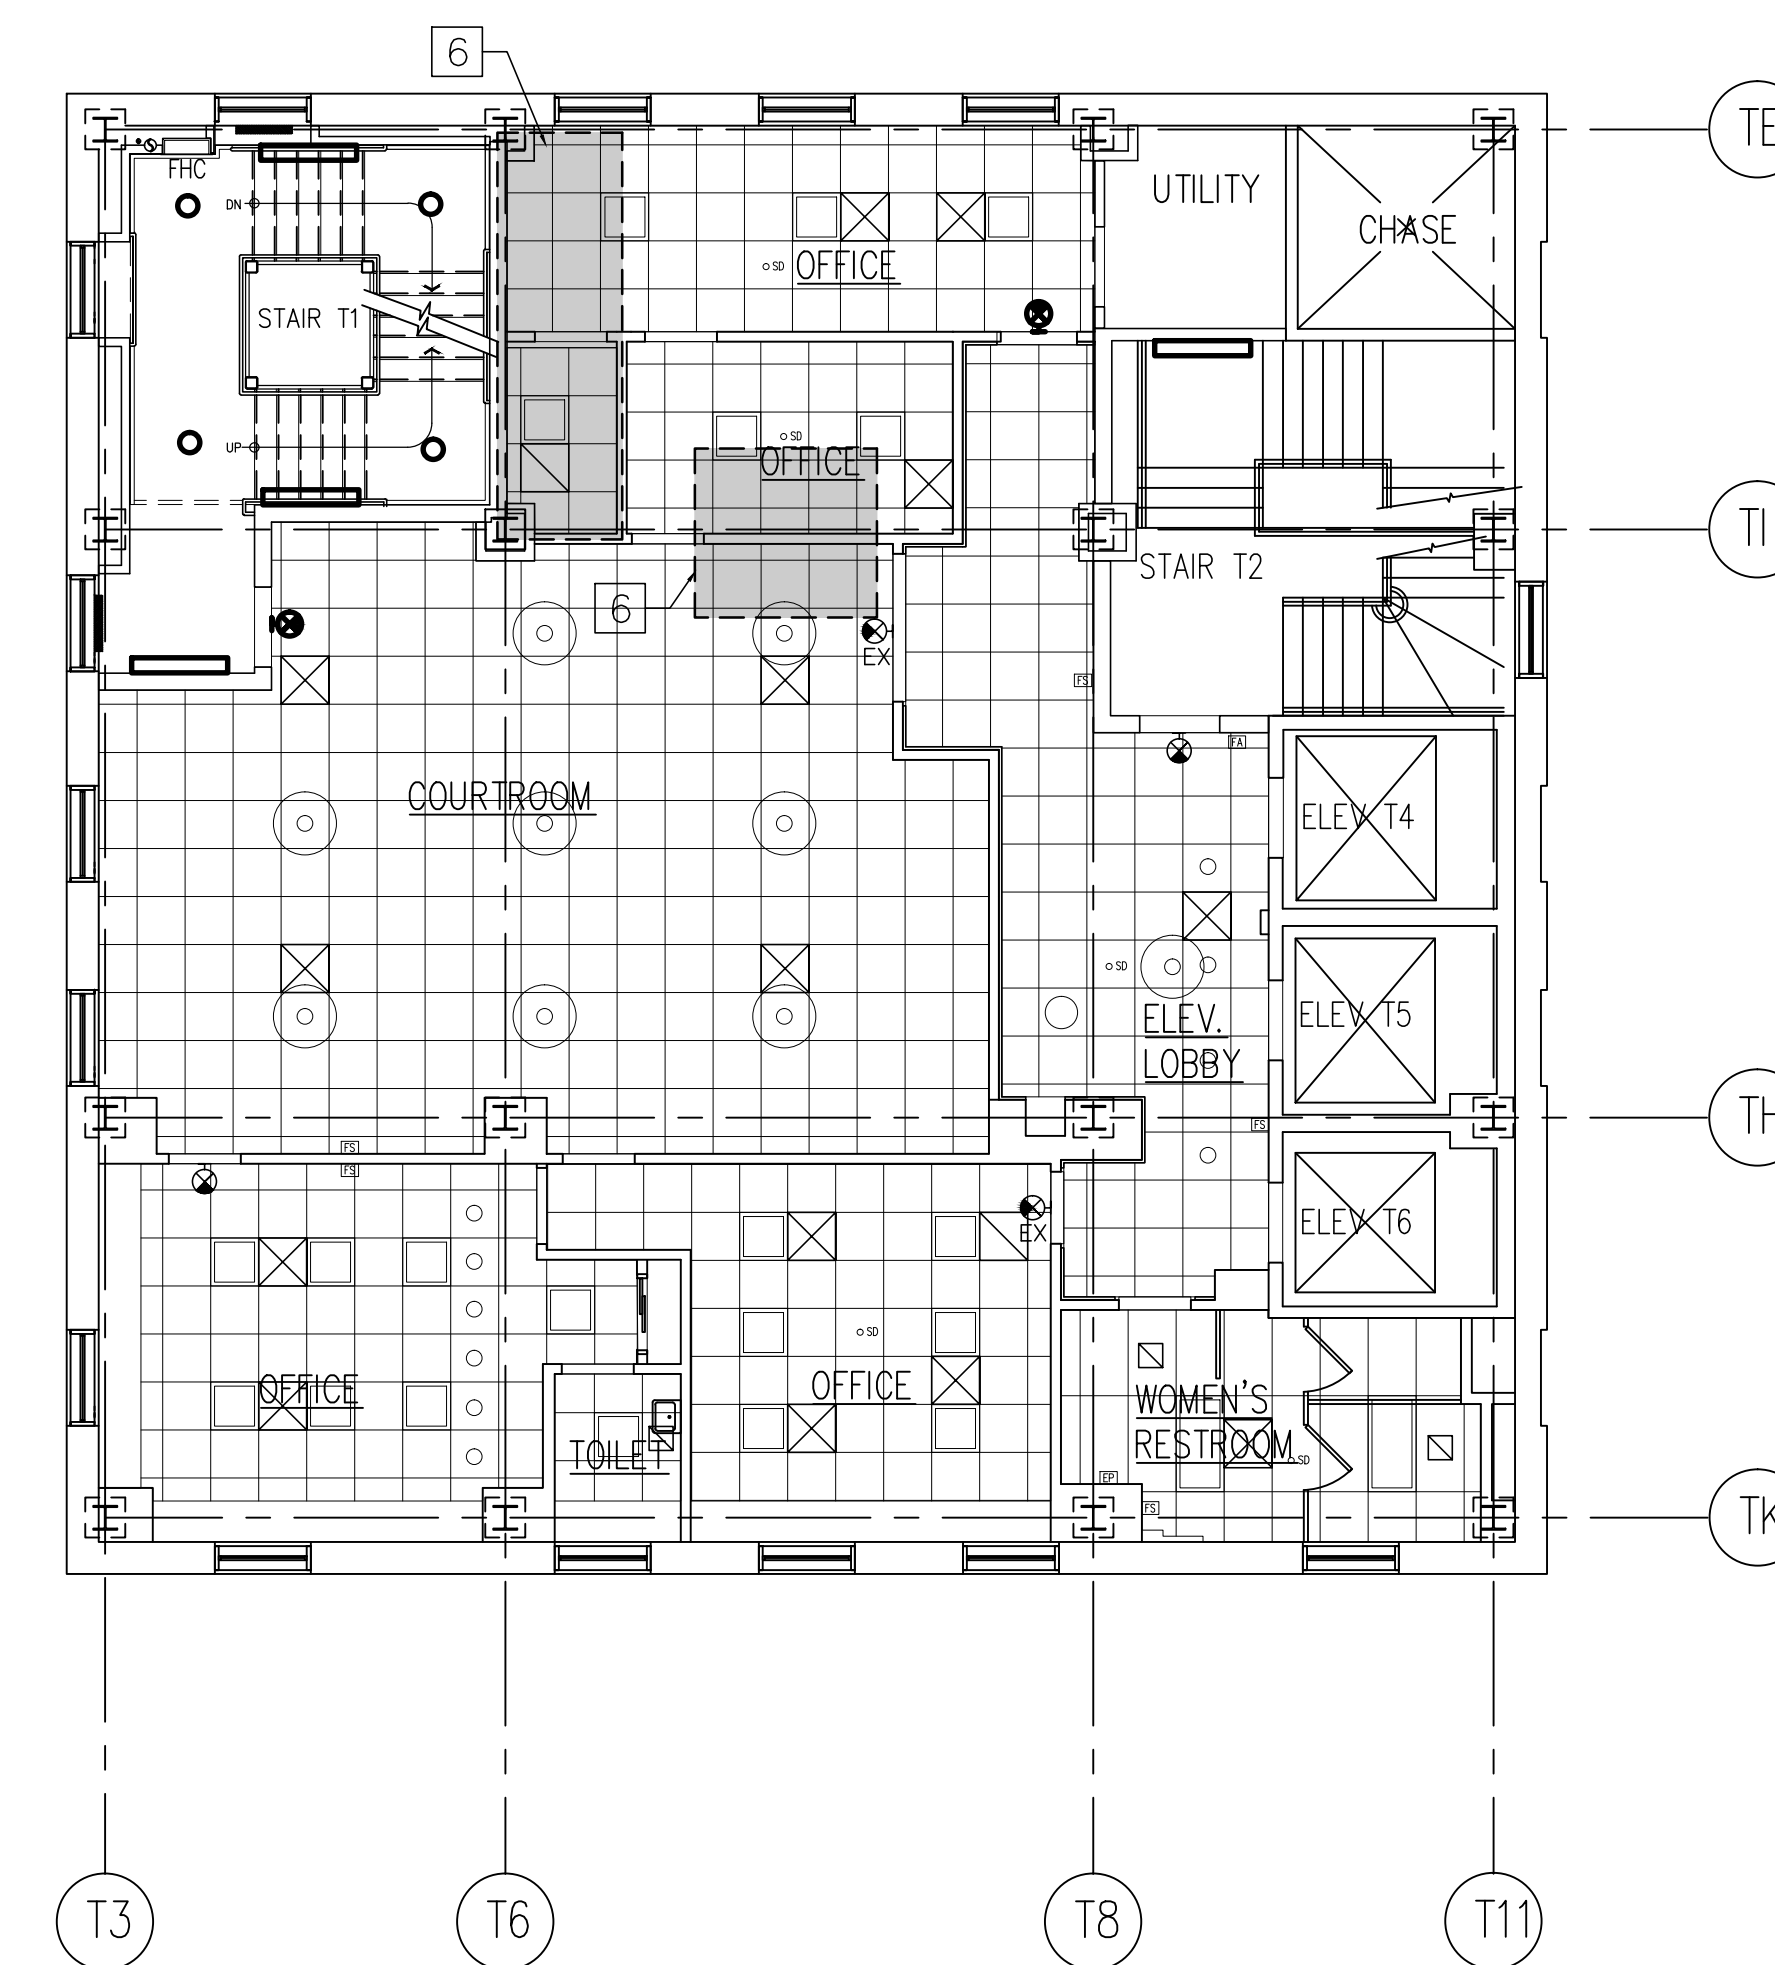 6
TE
FHC
UTILITY
CHASE
DN
SD
OFFICE
STAIR T1
SD
OFFICE
UP
STAIR T2
6
EX
FS
FA
COURTROOM
ELEV T4
SD
ELEV.
LOBBY
ELEV T5
FS
FS
FS
EX
ELEV T6
SD
OFFICE
OFFICE
WOMEN'S
RESTROOM
SD
TOILET
EP
FS
T3
T6
T8
T11